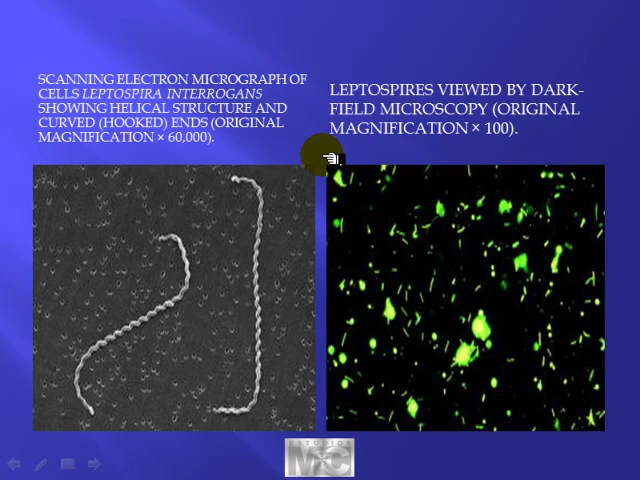 SCANNING ELECTRON MICROGRAPH OF
CELLS LEPTOSPIRA INTERROGANS
SHOWING HELICAL STRUCTURE AND
CURVED (HOOKED) ENDS (ORIGINAL
MAGNIFICATION × 60,000).
LEPTOSPIRES VIEWED BY DARK-
FIELD MICROSCOPY (ORIGINAL
MAGNIFICATION × 100).
ESTUDIOS
MC